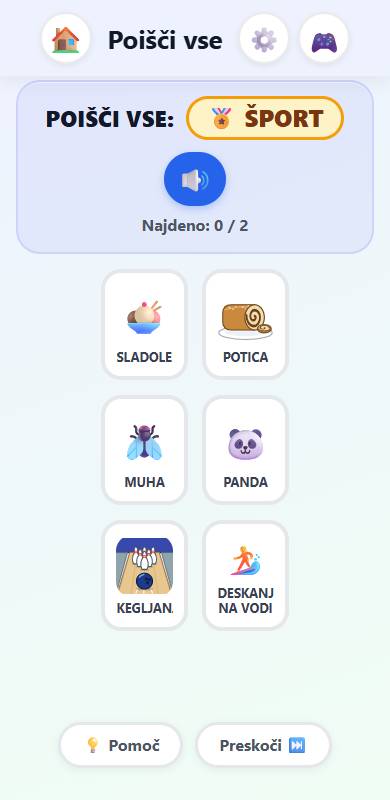 Poišči vse
POIŠČI VSE: ŠPORT
Najdeno: 0 / 2
SLADOLE
POTICA
MUHA
PANDA
KEGLJAN
DESKANJ
NA VODI
Pomoč
Preskoči